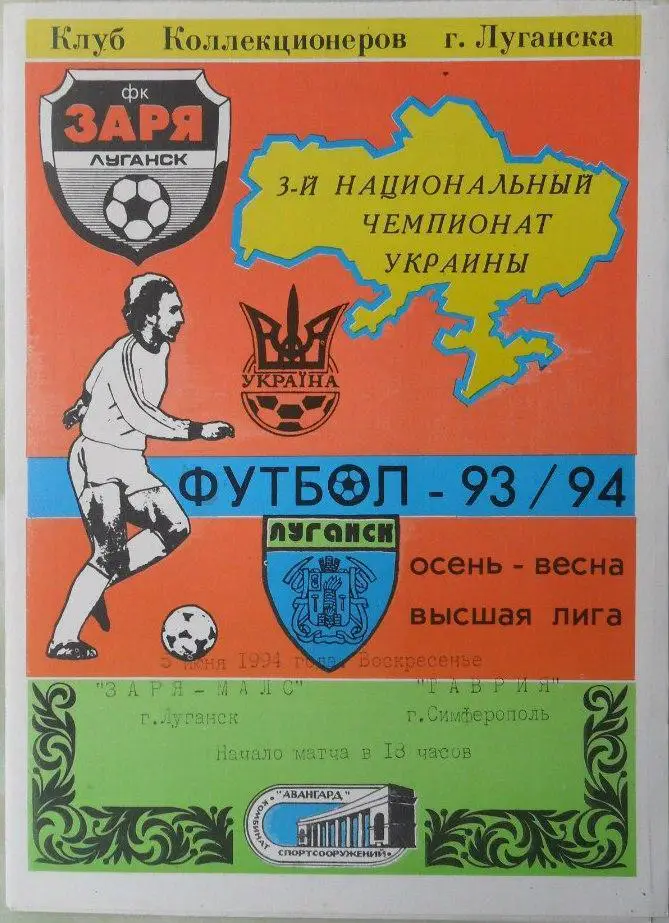 Клуб Коллекционеров г. Луганска
ФК
ЗАРЯ
ЛУГАНСК
3-Й НАЦИОНАЛЬНЫЙ
ЧЕМПИОНАТ
УКРАИНЫ
УКРАЇНА
ФУТБОЛ - 93/94
ЛУГАНСК
ОСЕНЬ - ВЕСНА
ВЫСШАЯ ЛИГА
5 июня 1994 года. Воскресенье
"ЗАРЯ-МАЛС" "ТАВРИЯ"
г.Луганск г.Симферополь
Начало матча в 18 часов
"АВАНГАРД"
КОМБИНАТ
СПОРТСООРУЖЕНИЙ